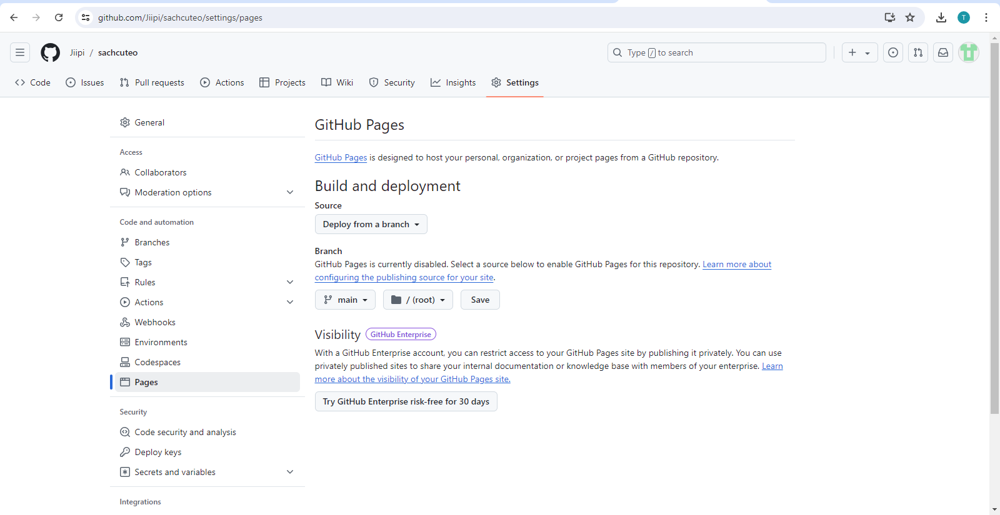 github.com/Jiipi/sachcuteo/settings/pages
T
Jiipi / sachcuteo
Type / to search
Code Issues Pull requests Actions Projects Wiki Security Insights Settings
General
Access
Collaborators
Moderation options
Code and automation
Branches
Tags
Rules
Actions
Webhooks
Environments
Codespaces
Pages
Security
Code security and analysis
Deploy keys
Secrets and variables
Integrations
GitHub Pages
GitHub Pages is designed to host your personal, organization, or project pages from a GitHub repository.
Build and deployment
Source
Deploy from a branch
Branch
GitHub Pages is currently disabled. Select a source below to enable GitHub Pages for this repository. Learn more about
configuring the publishing source for your site.
main / (root) Save
Visibility GitHub Enterprise
With a GitHub Enterprise account, you can restrict access to your GitHub Pages site by publishing it privately. You can use
privately published sites to share your internal documentation or knowledge base with members of your enterprise. Learn
more about the visibility of your GitHub Pages site.
Try GitHub Enterprise risk-free for 30 days